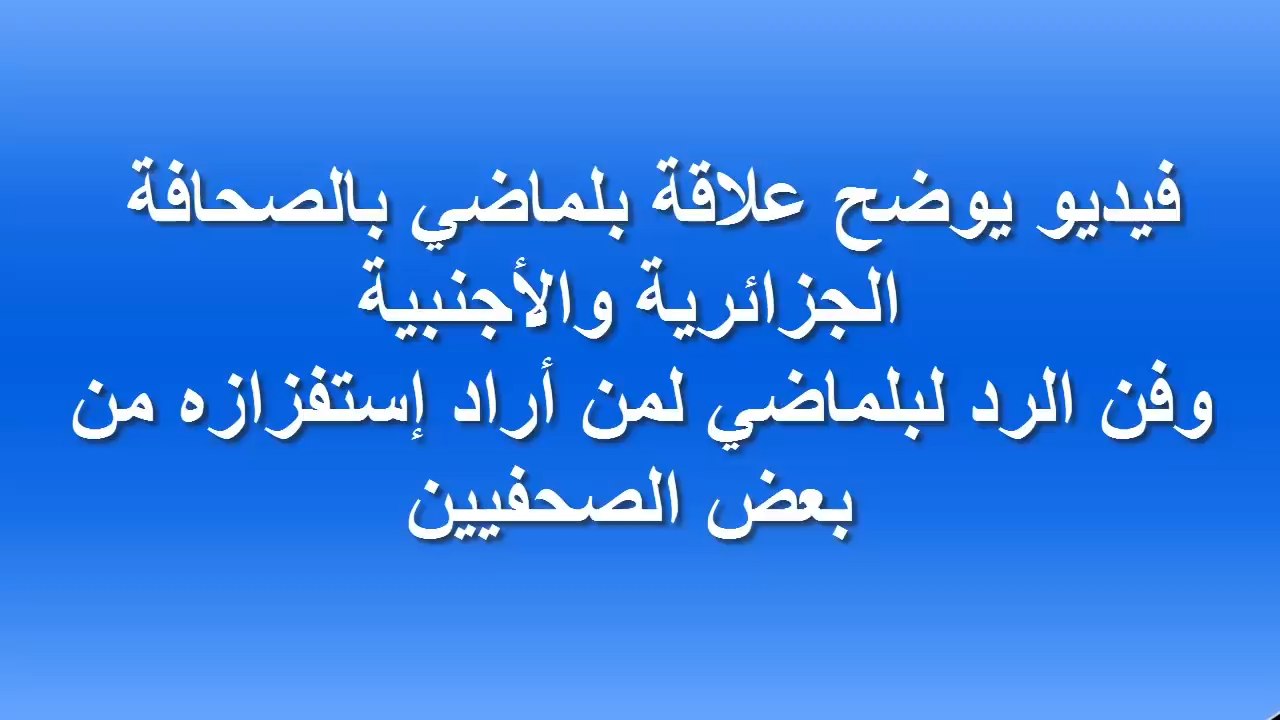 فيديو يوضح علاقة بلماضي بالصحافة
الجزائرية والأجنبية
وفن الرد لبلماضي لمن أراد إستفزازه من
بعض الصحفيين